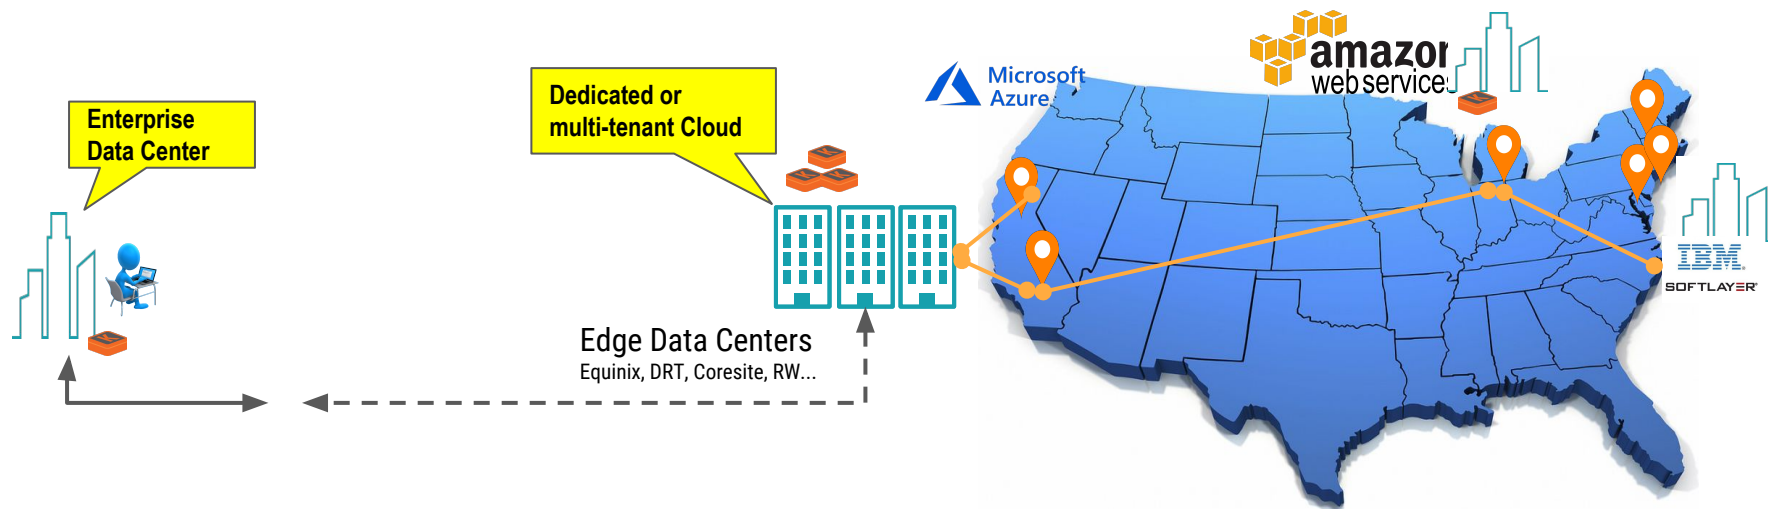 Enterprise
Data Center
Dedicated or
multi-tenant Cloud
Edge Data Centers
Equinix, DRT, Coresite, RW...
Microsoft
Azure
amazon
web services
IBM.
SOFTLAYER
K
K
K
K
K